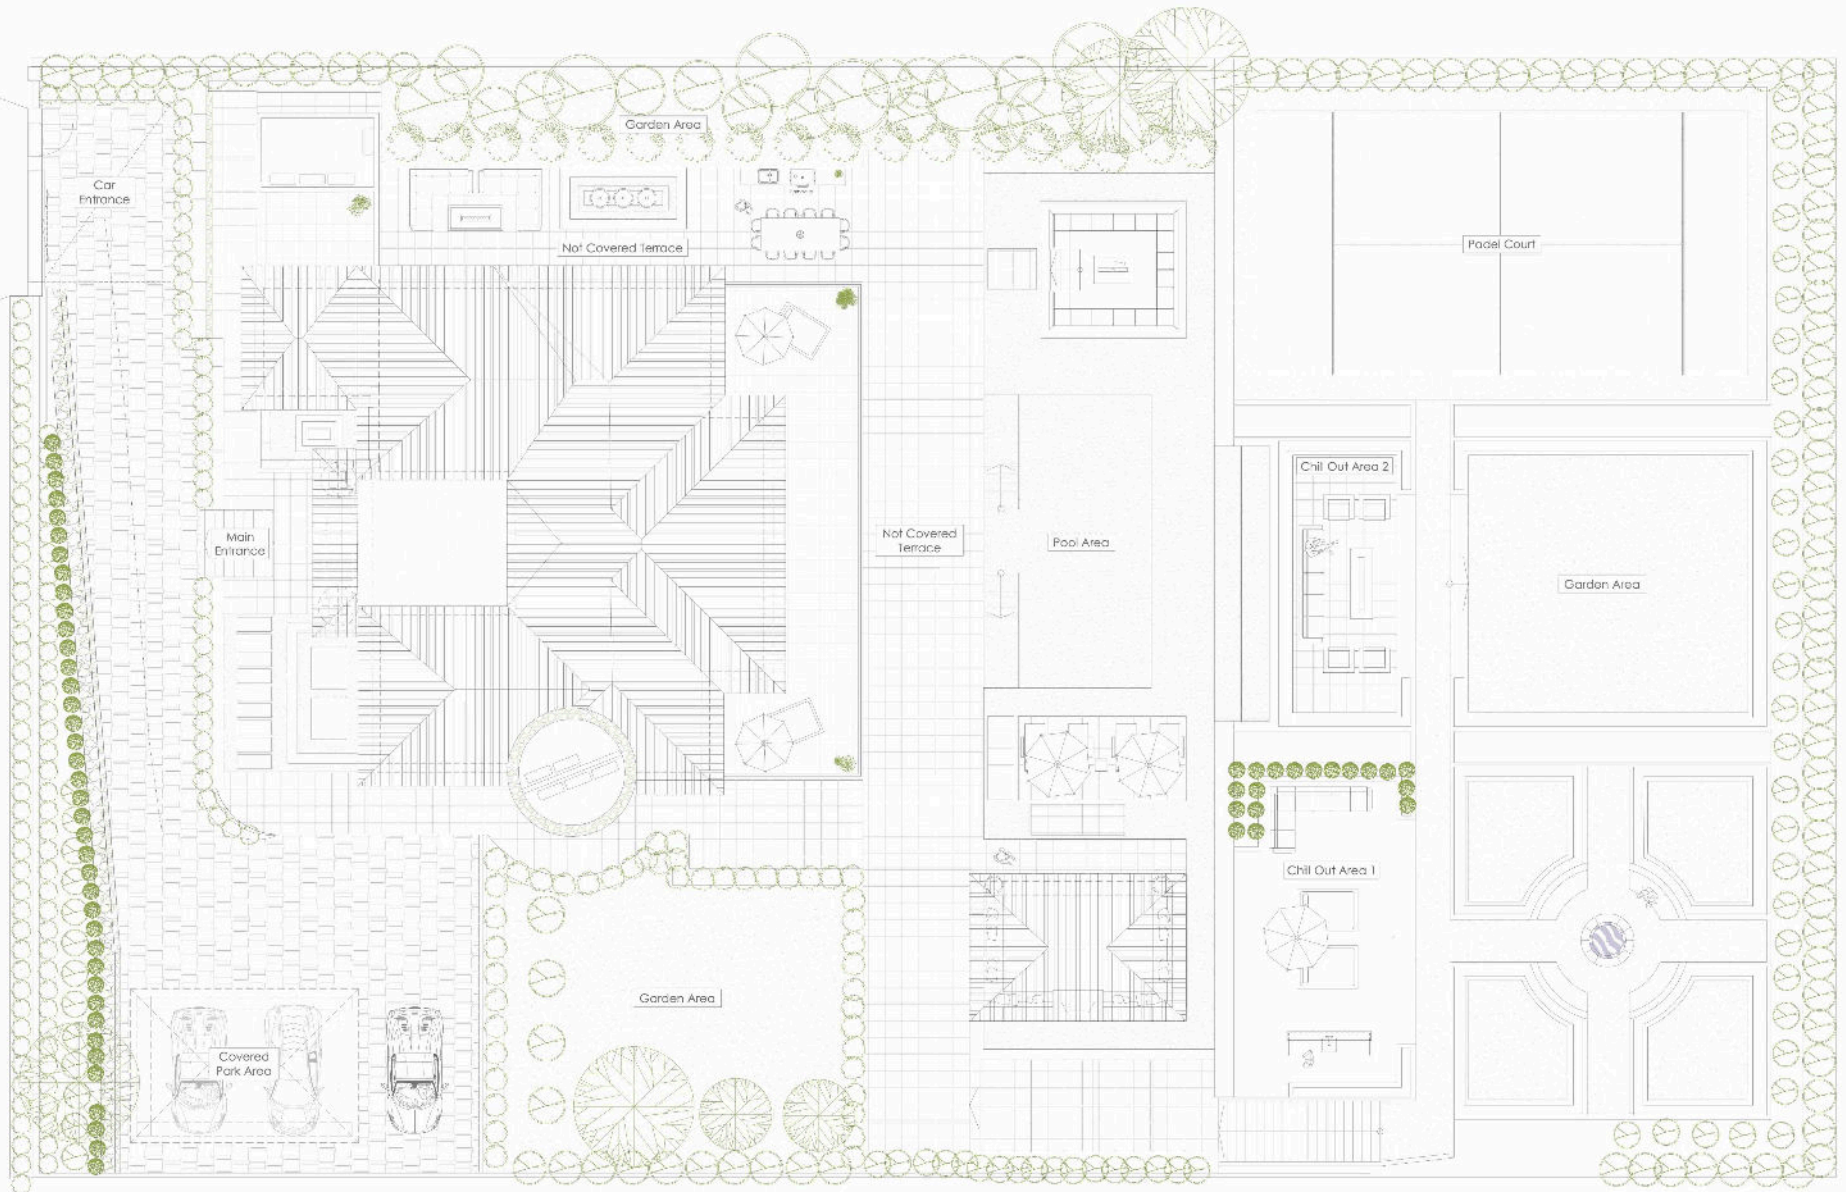 Garden Area
Car
Entrance
Not Covered Terrace
Padel Court
Chill Out Area 2
Main
Entrance
Not Covered
Terrace
Pool Area
Garden Area
Chill Out Area 1
Garden Area
Covered
Park Area